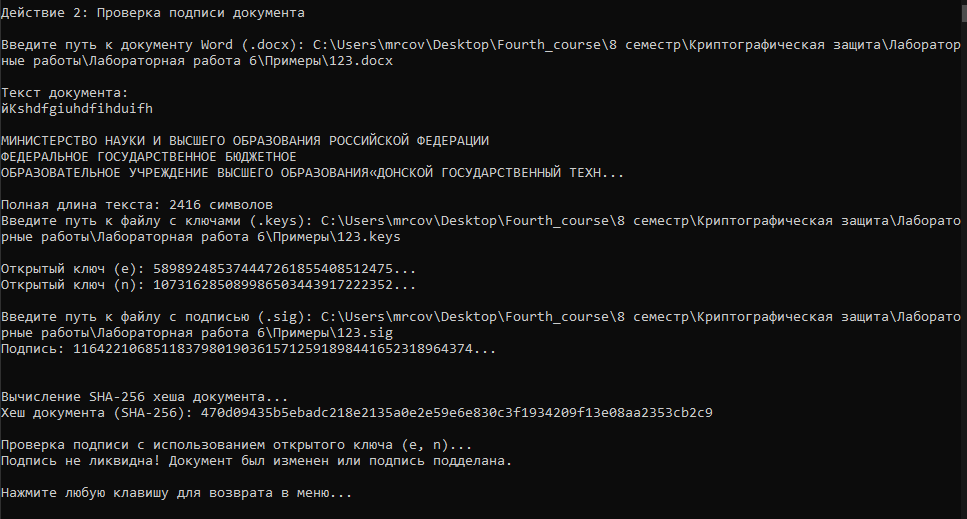 Действие 2: Проверка подписи документа
Введите путь к документу Word (.docx): C:\Users\mrcov\Desktop\Fourth_course\8 семестр\Криптографическая защита\Лаборатор
ные работы\Лабораторная работа 6\Примеры\123.docx
Текст документа:
йKshdfgiuhdfihduifh
МИНИСТЕРСТВО НАУКИ И ВЫСШЕГО ОБРАЗОВАНИЯ РОССИЙСКОЙ ФЕДЕРАЦИИ
ФЕДЕРАЛЬНОЕ ГОСУДАРСТВЕННОЕ БЮДЖЕТНОЕ
ОБРАЗОВАТЕЛЬНОЕ УЧРЕЖДЕНИЕ ВЫСШЕГО ОБРАЗОВАНИЯ«ДОНСКОЙ ГОСУДАРСТВЕННЫЙ ТЕХН...
Полная длина текста: 2416 символов
Введите путь к файлу с ключами (.keys): C:\Users\mrcov\Desktop\Fourth_course\8 семестр\Криптографическая защита\Лаборато
рные работы\Лабораторная работа 6\Примеры\123.keys
Открытый ключ (e): 589892485374447261855408512475...
Открытый ключ (n): 107316285089986503443917222352...
Введите путь к файлу с подписью (.sig): C:\Users\mrcov\Desktop\Fourth_course\8 семестр\Криптографическая защита\Лаборато
рные работы\Лабораторная работа 6\Примеры\123.sig
Подпись: 11642210685118379801903615712591898441652318964374...
Вычисление SHA-256 хеша документа...
Хеш документа (SHA-256): 470d09435b5ebadc218e2135a0e2e59e6e830c3f1934209f13e08aa2353cb2c9
Проверка подписи с использованием открытого ключа (e, n)...
Подпись не ликвидна! Документ был изменен или подпись подделана.
Нажмите любую клавишу для возврата в меню...